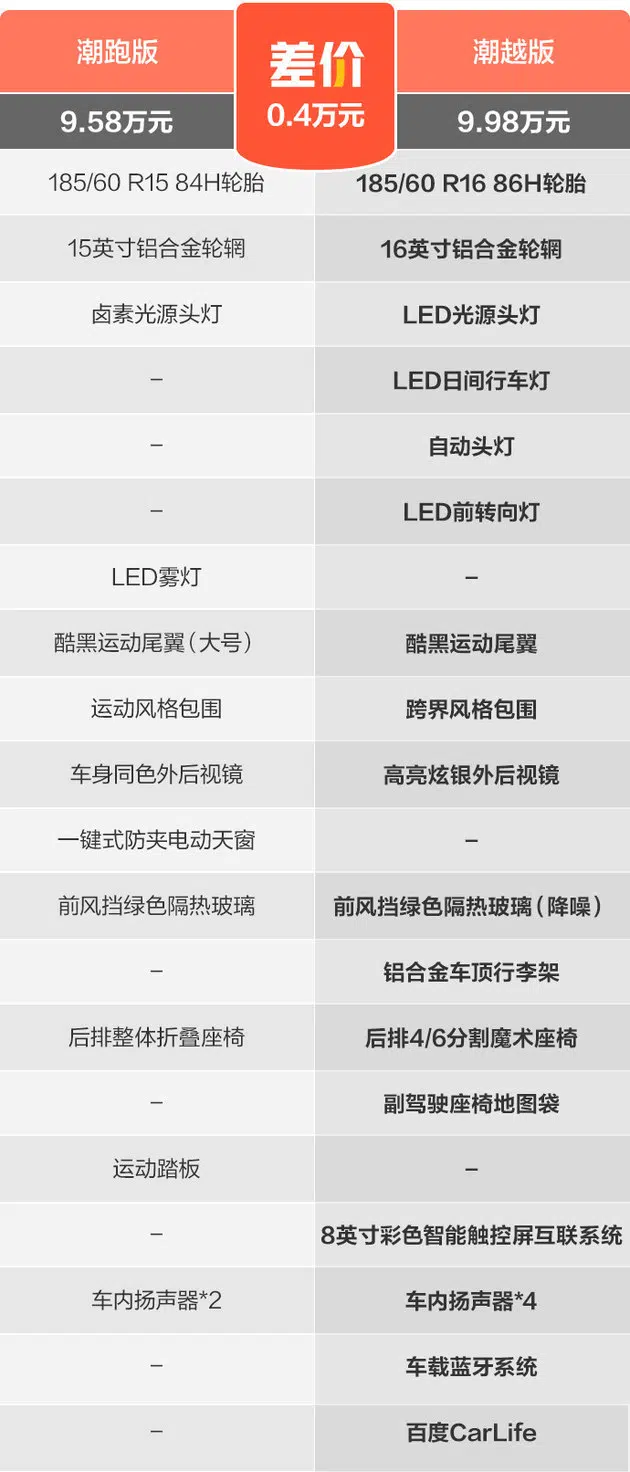 潮跑版 差价 潮越版
9.58万元 0.4万元 9.98万元
185/60 R15 84H轮胎 185/60 R16 86H轮胎
15英寸铝合金轮辋 16英寸铝合金轮辋
卤素光源头灯 LED光源头灯
– LED日间行车灯
– 自动头灯
– LED前转向灯
LED雾灯 –
酷黑运动尾翼(大号) 酷黑运动尾翼
运动风格包围 跨界风格包围
车身同色外后视镜 高亮炫银外后视镜
一键式防夹电动天窗 –
前风挡绿色隔热玻璃 前风挡绿色隔热玻璃(降噪)
– 铝合金车顶行李架
后排整体折叠座椅 后排4/6分割魔术座椅
– 副驾驶座椅地图袋
运动踏板 –
– 8英寸彩色智能触控屏互联系统
车内扬声器*2 车内扬声器*4
– 车载蓝牙系统
– 百度CarLife